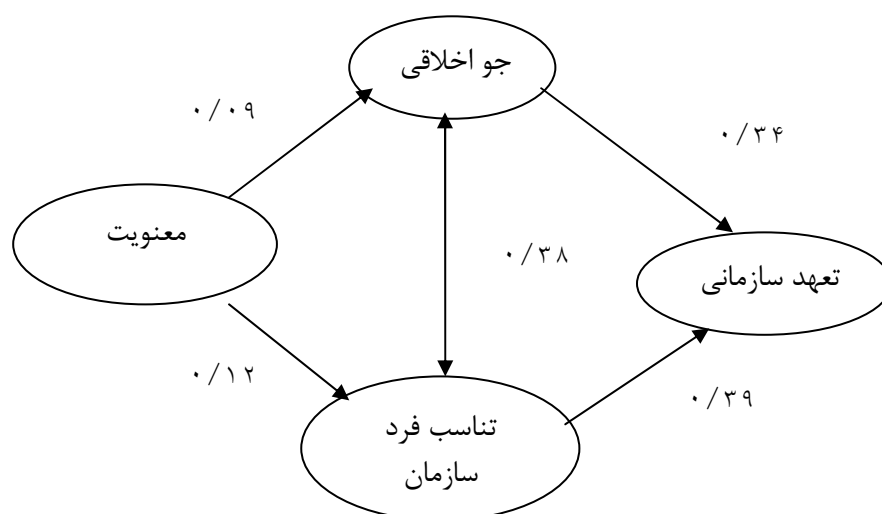 جو اخلاقی
۰/۰۹
۰/۳۴
معنویت
۰/۳۸
تعهد سازمانی
۰/۱۲
۰/۳۹
تناسب فرد
سازمان